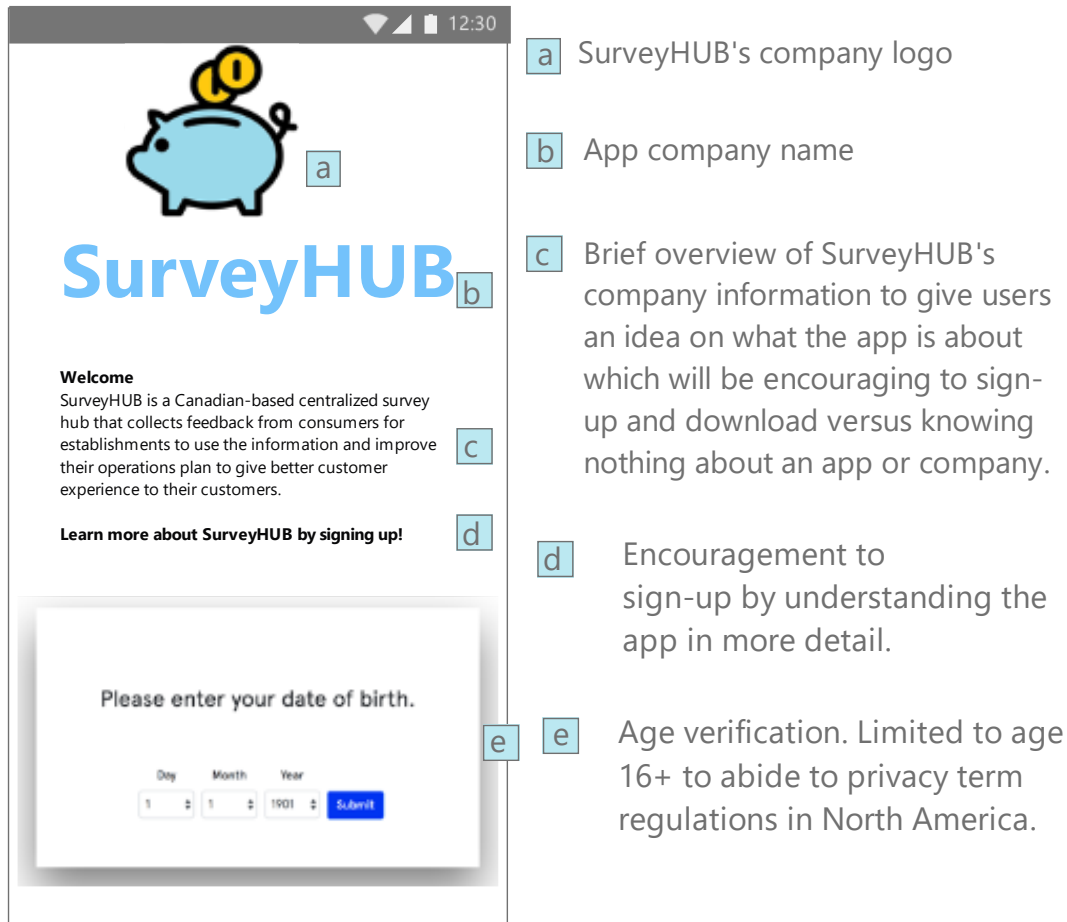 12:30
a
SurveyHUB
b
Welcome
SurveyHUB is a Canadian-based centralized survey
hub that collects feedback from consumers for
establishments to use the information and improve
their operations plan to give better customer
experience to their customers.
c
Learn more about SurveyHUB by signing up!
d
Please enter your date of birth.
e
Day Month Year
1 1 1901 Submit
a SurveyHUB's company logo
b App company name
c Brief overview of SurveyHUB's
company information to give users
an idea on what the app is about
which will be encouraging to sign-
up and download versus knowing
nothing about an app or company.
d Encouragement to
sign-up by understanding the
app in more detail.
e Age verification. Limited to age
16+ to abide to privacy term
regulations in North America.